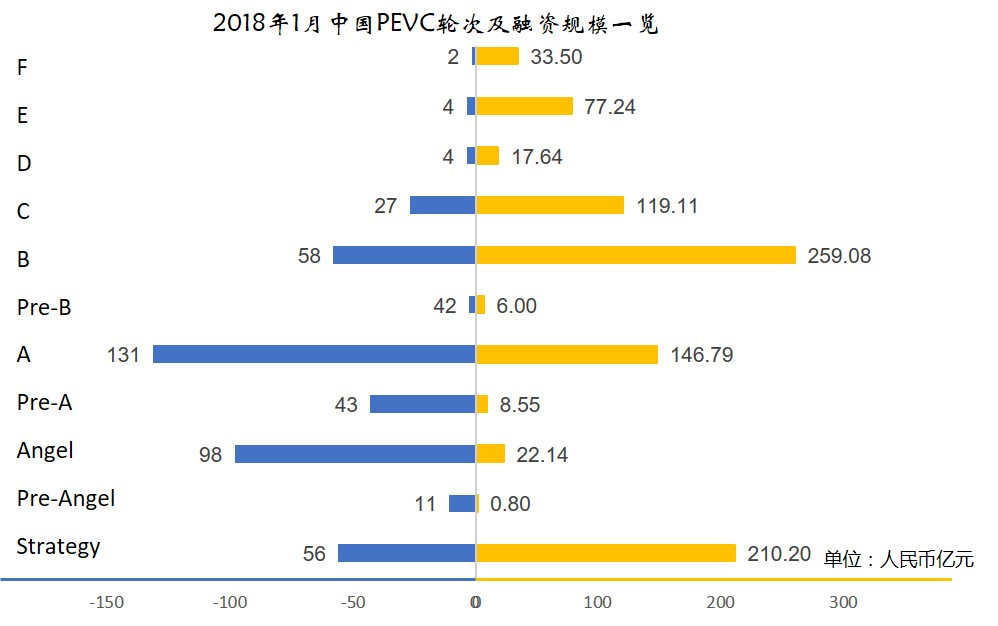 2018年1月中国PEVC轮次及融资规模一览
F 2 33.50
E 4 77.24
D 4 17.64
C 27 119.11
B 58 259.08
Pre-B 42 6.00
A 131 146.79
Pre-A 43 8.55
Angel 98 22.14
Pre-Angel 11 0.80
Strategy 56 210.20 单位：人民币亿元
-150 -100 -50 0 0 100 200 300